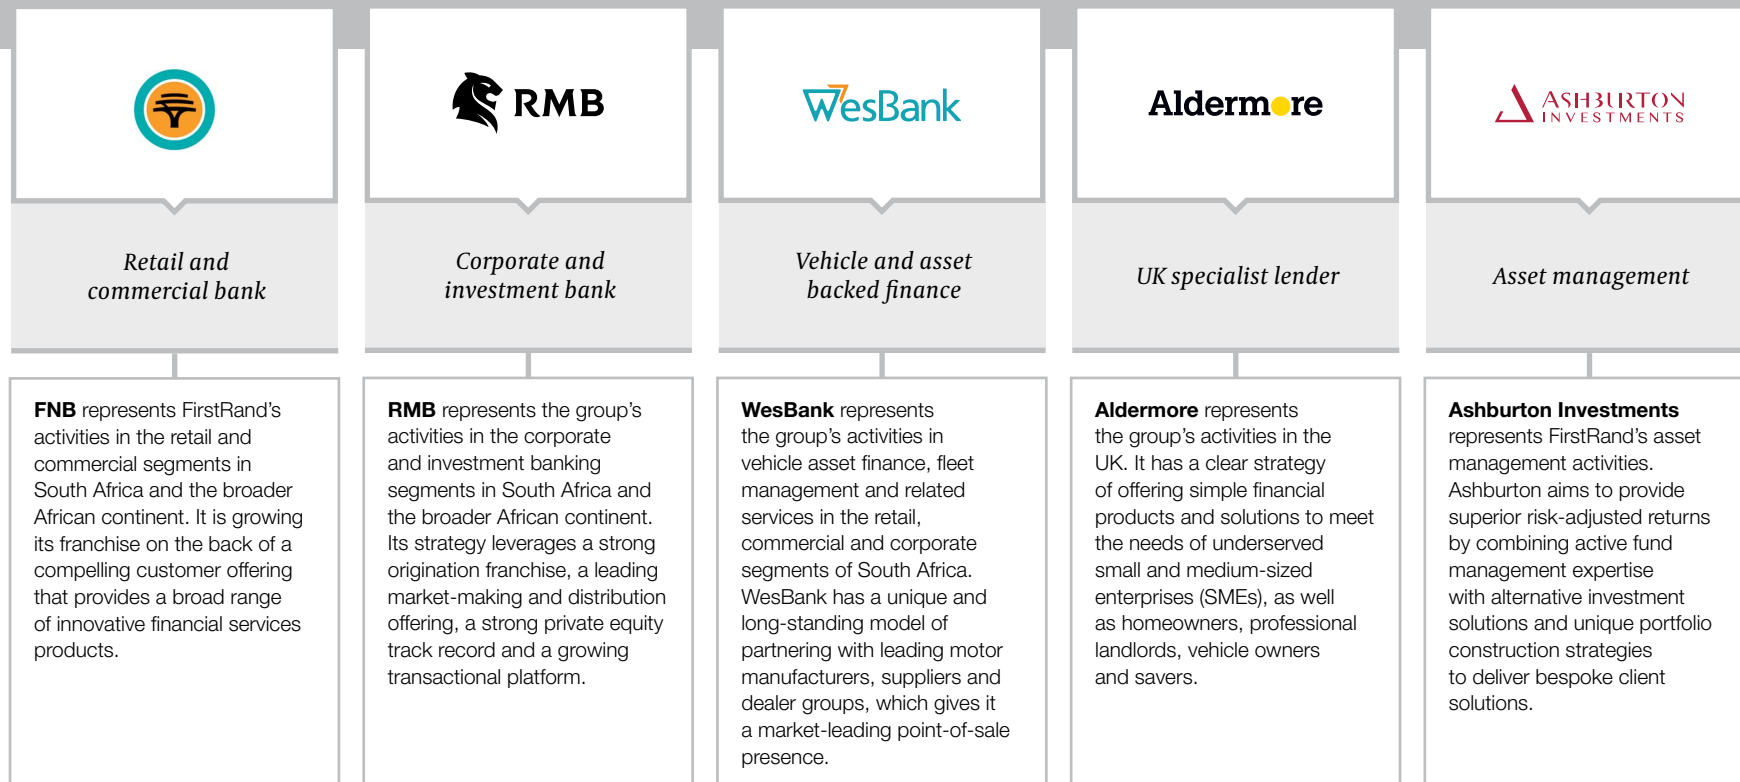 RMB
WesBank
Aldermore
ASHBURTON
INVESTMENTS
Retail and
commercial bank
Corporate and
investment bank
Vehicle and asset
backed finance
UK specialist lender
Asset management
FNB represents FirstRand's
activities in the retail and
commercial segments in
South Africa and the broader
African continent. It is growing
its franchise on the back of a
compelling customer offering
that provides a broad range
of innovative financial services
products.
RMB represents the group's
activities in the corporate
and investment banking
segments in South Africa and
the broader African continent.
Its strategy leverages a strong
origination franchise, a leading
market-making and distribution
offering, a strong private equity
track record and a growing
transactional platform.
WesBank represents
the group's activities in
vehicle asset finance, fleet
management and related
services in the retail,
commercial and corporate
segments of South Africa.
WesBank has a unique and
long-standing model of
partnering with leading motor
manufacturers, suppliers and
dealer groups, which gives it
a market-leading point-of-sale
presence.
Aldermore represents
the group's activities in the
UK. It has a clear strategy
of offering simple financial
products and solutions to meet
the needs of underserved
small and medium-sized
enterprises (SMEs), as well
as homeowners, professional
landlords, vehicle owners
and savers.
Ashburton Investments
represents FirstRand's asset
management activities.
Ashburton aims to provide
superior risk-adjusted returns
by combining active fund
management expertise
with alternative investment
solutions and unique portfolio
construction strategies
to deliver bespoke client
solutions.